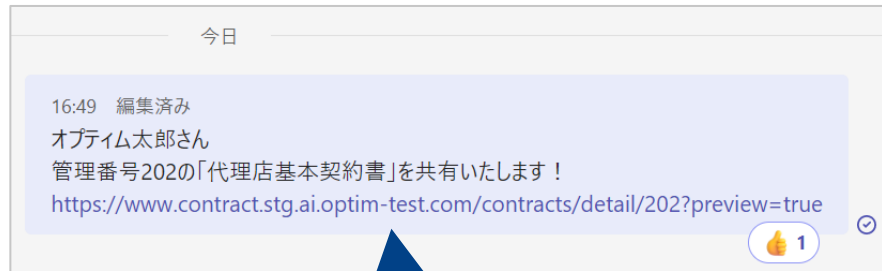 今日
16:49 編集済み
オプティム太郎さん
管理番号202の「代理店基本契約書」を共有いたします！
https://www.contract.stg.ai.optim-test.com/contracts/detail/202?preview=true
👍 1